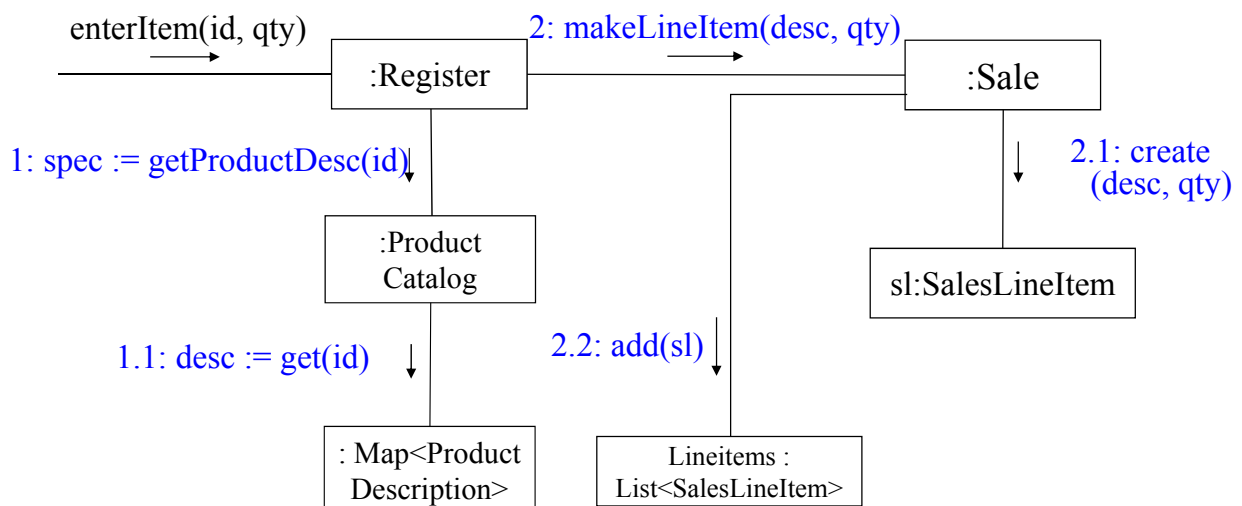 enterItem(id, qty)
2: makeLineItem(desc, qty)
:Register
:Sale
1: spec := getProductDesc(id)
2.1: create
(desc, qty)
:Product
Catalog
sl:SalesLineItem
1.1: desc := get(id)
2.2: add(sl)
: Map<Product
Description>
Lineitems :
List<SalesLineItem>